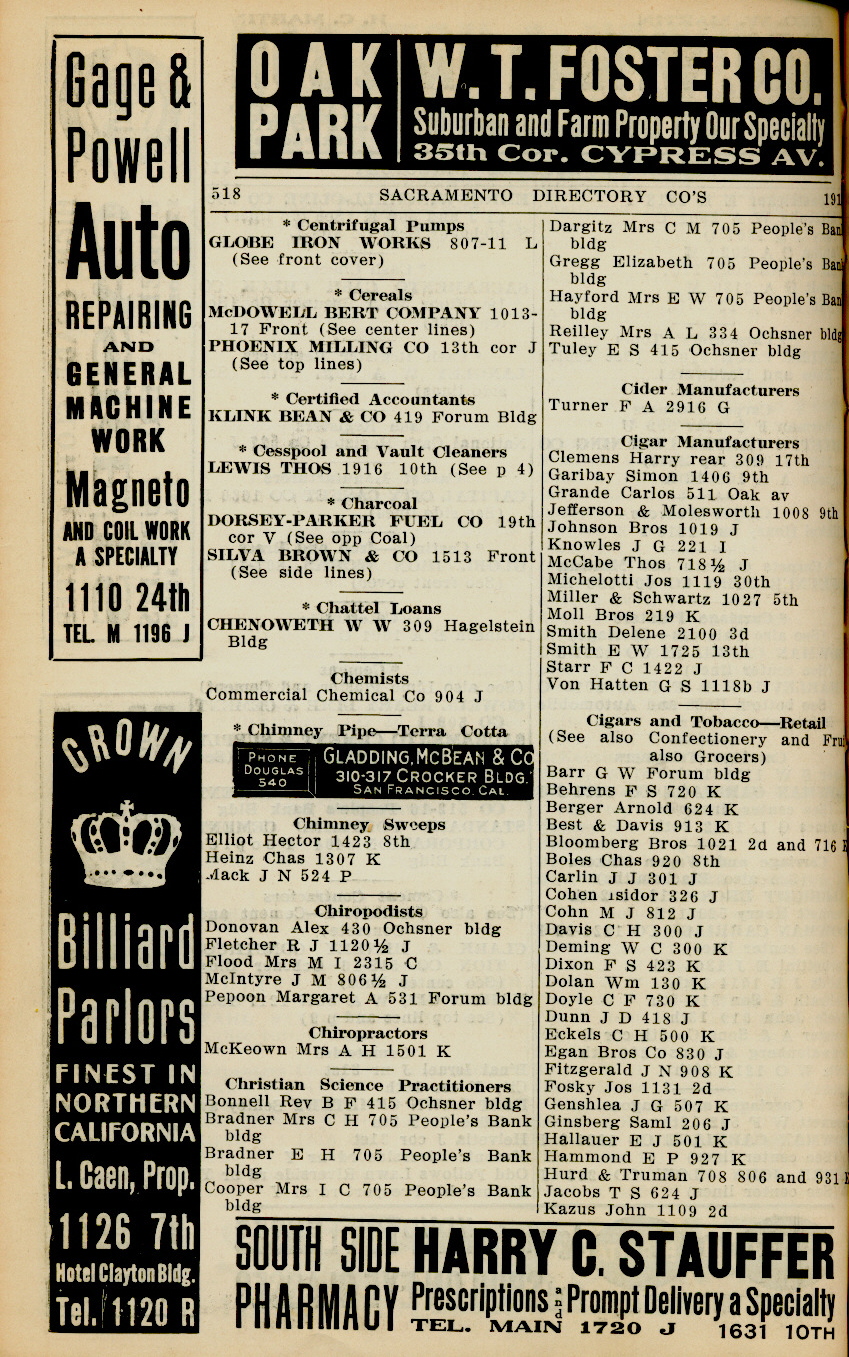 Gage &
Powell
Auto
REPAIRING
AND
GENERAL
MACHINE
WORK
Magneto
AND COIL WORK
A SPECIALTY
1110 24th
TEL. M 1196 J
CROWN
Billiard
Parlors
FINEST IN
NORTHERN
CALIFORNIA
L. Caen, Prop.
1126 7th
Hotel Clayton Bldg.
Tel. 1120 R
OAK
PARK
W. T. FOSTER CO.
Suburban and Farm Property Our Specialty
35th Cor. CYPRESS AV.
518 SACRAMENTO DIRECTORY CO'S 191
* Centrifugal Pumps
GLOBE IRON WORKS 807-11 L
(See front cover)
* Cereals
McDOWELL BERT COMPANY 1013-
17 Front (See center lines)
PHOENIX MILLING CO 13th cor J
(See top lines)
* Certified Accountants
KLINK BEAN & CO 419 Forum Bldg
* Cesspool and Vault Cleaners
LEWIS THOS 1916 10th (See p 4)
* Charcoal
DORSEY-PARKER FUEL CO 19th
cor V (See opp Coal)
SILVA BROWN & CO 1513 Front
(See side lines)
* Chattel Loans
CHENOWETH W W 309 Hagelstein
Bldg
Chemists
Commercial Chemical Co 904 J
* Chimney Pipe—Terra Cotta
PHONE
DOUGLAS
540
GLADDING, McBEAN & CO
310-317 CROCKER BLDG.
SAN FRANCISCO. CAL.
Chimney Sweeps
Elliot Hector 1423 8th
Heinz Chas 1307 K
Mack J N 524 P
Chiropodists
Donovan Alex 430 Ochsner bldg
Fletcher R J 1120½ J
Flood Mrs M I 2315 C
McIntyre J M 806½ J
Pepoon Margaret A 531 Forum bldg
Chiropractors
McKeown Mrs A H 1501 K
Christian Science Practitioners
Bonnell Rev B F 415 Ochsner bldg
Bradner Mrs C H 705 People's Bank
bldg
Bradner E H 705 People's Bank
bldg
Cooper Mrs I C 705 People's Bank
bldg
Dargitz Mrs C M 705 People's Ban
bldg
Gregg Elizabeth 705 People's Ban
bldg
Hayford Mrs E W 705 People's Ban
bldg
Reilley Mrs A L 334 Ochsner bldg
Tuley E S 415 Ochsner bldg
Cider Manufacturers
Turner F A 2916 G
Cigar Manufacturers
Clemens Harry rear 309 17th
Garibay Simon 1406 9th
Grande Carlos 511 Oak av
Jefferson & Molesworth 1008 9th
Johnson Bros 1019 J
Knowles J G 221 I
McCabe Thos 718½ J
Michelotti Jos 1119 30th
Miller & Schwartz 1027 5th
Moll Bros 219 K
Smith Delene 2100 3d
Smith E W 1725 13th
Starr F C 1422 J
Von Hatten G S 1118b J
Cigars and Tobacco—Retail
(See also Confectionery and Fru
also Grocers)
Barr G W Forum bldg
Behrens F S 720 K
Berger Arnold 624 K
Best & Davis 913 K
Bloomberg Bros 1021 2d and 716
Boles Chas 920 8th
Carlin J J 301 J
Cohen Isidor 326 J
Cohn M J 812 J
Davis C H 300 J
Deming W C 300 K
Dixon F S 423 K
Dolan Wm 130 K
Doyle C F 730 K
Dunn J D 418 J
Eckels C H 500 K
Egan Bros Co 830 J
Fitzgerald J N 908 K
Fosky Jos 1131 2d
Genshlea J G 507 K
Ginsberg Saml 206 J
Hallauer E J 501 K
Hammond E P 927 K
Hurd & Truman 708 806 and 931
Jacobs T S 624 J
Kazus John 1109 2d
SOUTH SIDE
PHARMACY
HARRY C. STAUFFER
Prescriptions and Prompt Delivery a Specialty
TEL. MAIN 1720 J 1631 10TH